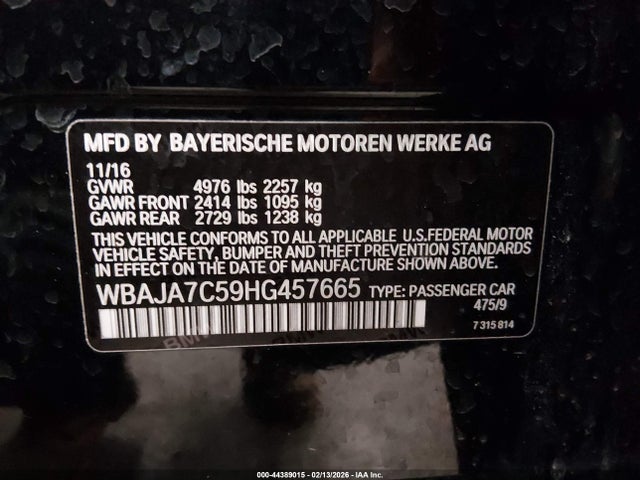 MFD BY BAYERISCHE MOTOREN WERKE AG
11/16
GVWR 4976 lbs 2257 kg
GAWR FRONT 2414 lbs 1095 kg
GAWR REAR 2729 lbs 1238 kg
THIS VEHICLE CONFORMS TO ALL APPLICABLE U.S.FEDERAL MOTOR
VEHICLE SAFETY, BUMPER AND THEFT PREVENTION STANDARDS
IN EFFECT ON THE DATE OF MANUFACTURE SHOWN ABOVE.
WBAJA7C59HG457665 TYPE: PASSENGER CAR
475/9
7 315 814
000-44389015 - 02/13/2026 - IAA Inc.